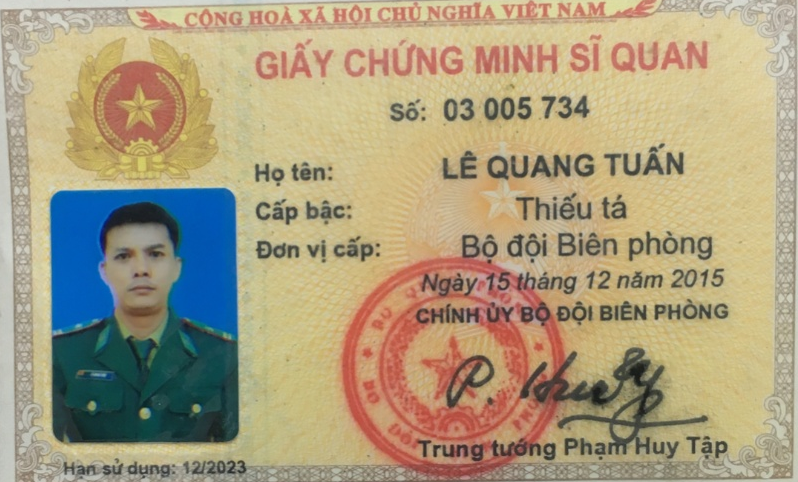 CỘNG HOÀ XÃ HỘI CHỦ NGHĨA VIỆT NAM
GIẤY CHỨNG MINH SĨ QUAN
Số: 03 005 734
Họ tên: LÊ QUANG TUẤN
Cấp bậc: Thiếu tá
Đơn vị cấp: Bộ đội Biên phòng
Ngày 15 tháng 12 năm 2015
CHÍNH ỦY BỘ ĐỘI BIÊN PHÒNG
P. Huy
Trung tướng Phạm Huy Tập
Hạn sử dụng: 12/2023